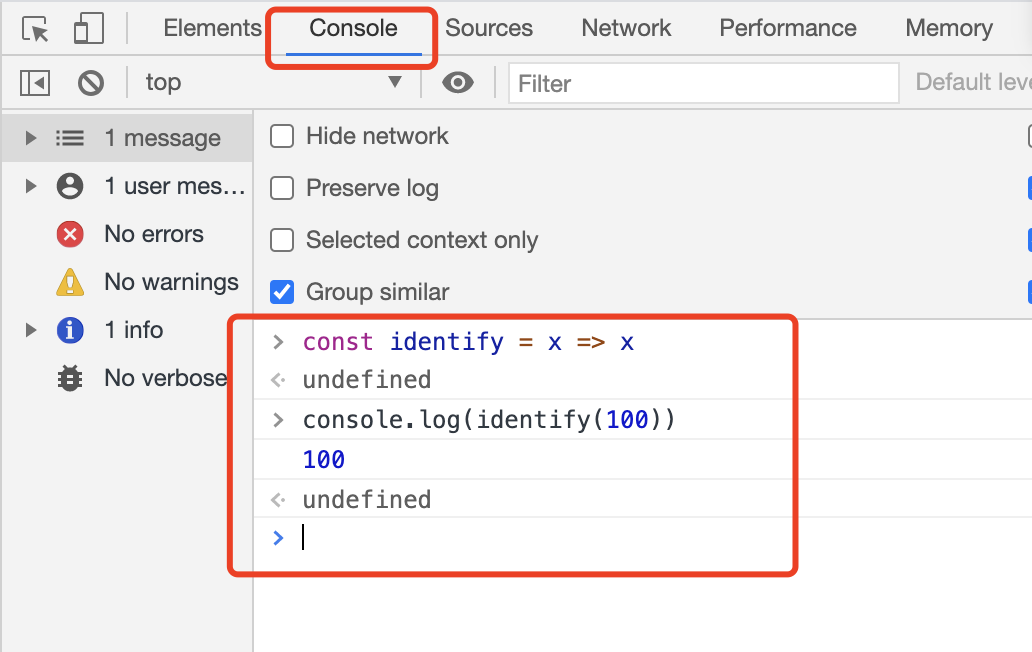 Elements Console Sources Network Performance Memory
top Filter Default leve
1 message
1 user mes...
No errors
No warnings
1 info
No verbose
Hide network
Preserve log
Selected context only
Group similar
> const identify = x => x
undefined
> console.log(identify(100))
100
undefined
>